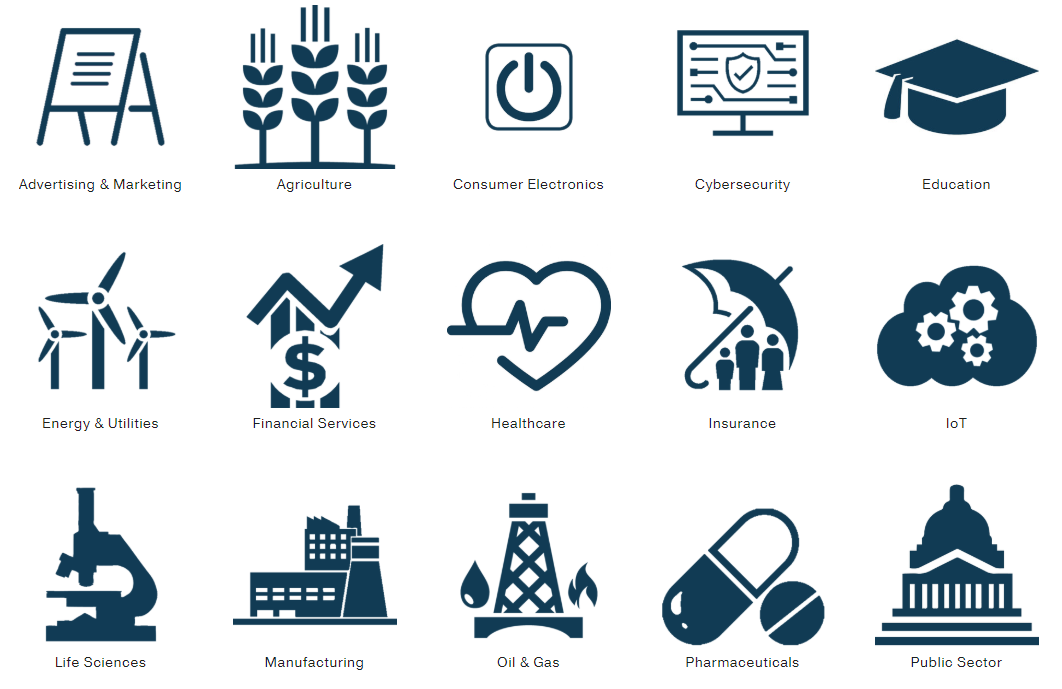 Advertising & Marketing
Agriculture
Consumer Electronics
Cybersecurity
Education
Energy & Utilities
$
Financial Services
Healthcare
Insurance
IoT
Life Sciences
Manufacturing
Oil & Gas
Pharmaceuticals
Public Sector